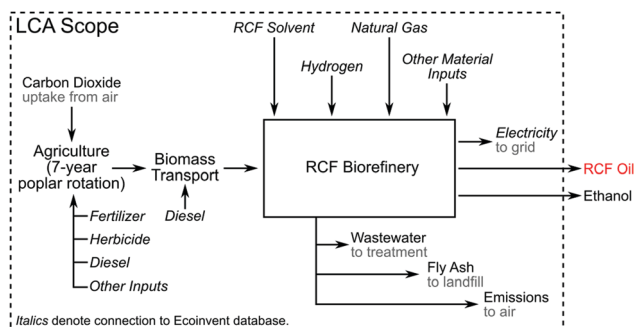 LCA Scope
RCF Solvent
Natural Gas
Hydrogen
Other Material
Inputs
Carbon Dioxide
uptake from air
Agriculture
(7-year
poplar rotation)
Biomass
Transport
RCF Biorefinery
Electricity
to grid
RCF Oil
Ethanol
Fertilizer
Herbicide
Diesel
Other Inputs
Diesel
Wastewater
to treatment
Fly Ash
to landfill
Emissions
to air
Italics denote connection to Ecoinvent database.